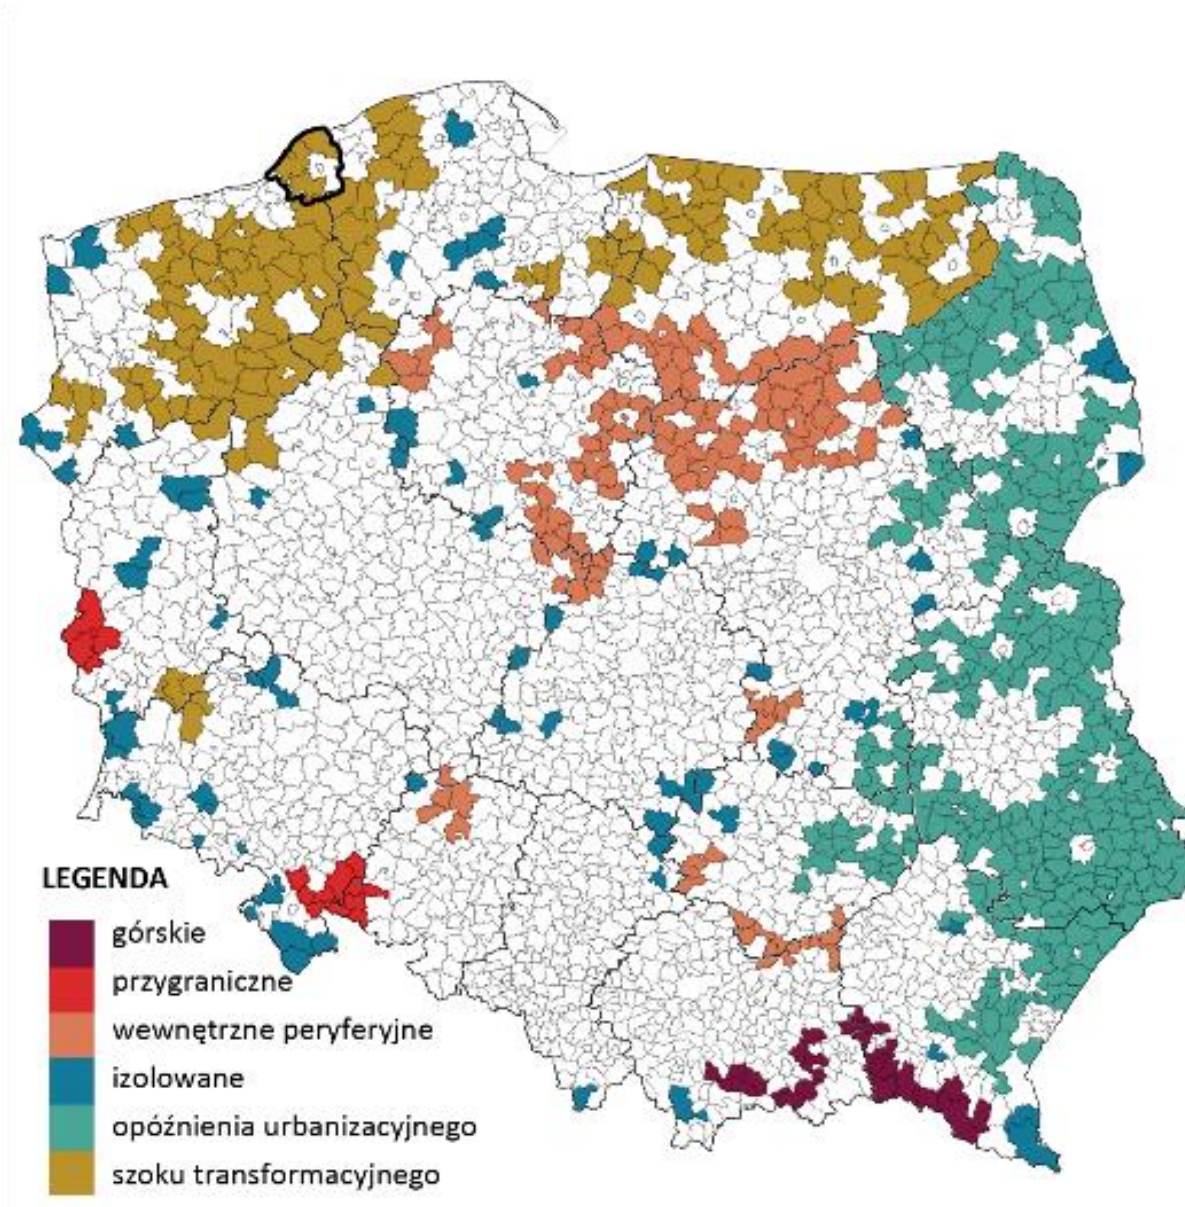 LEGENDA
górskie
przygraniczne
wewnętrzne peryferyjne
izolowane
opóźnienia urbanizacyjnego
szoku transformacyjnego